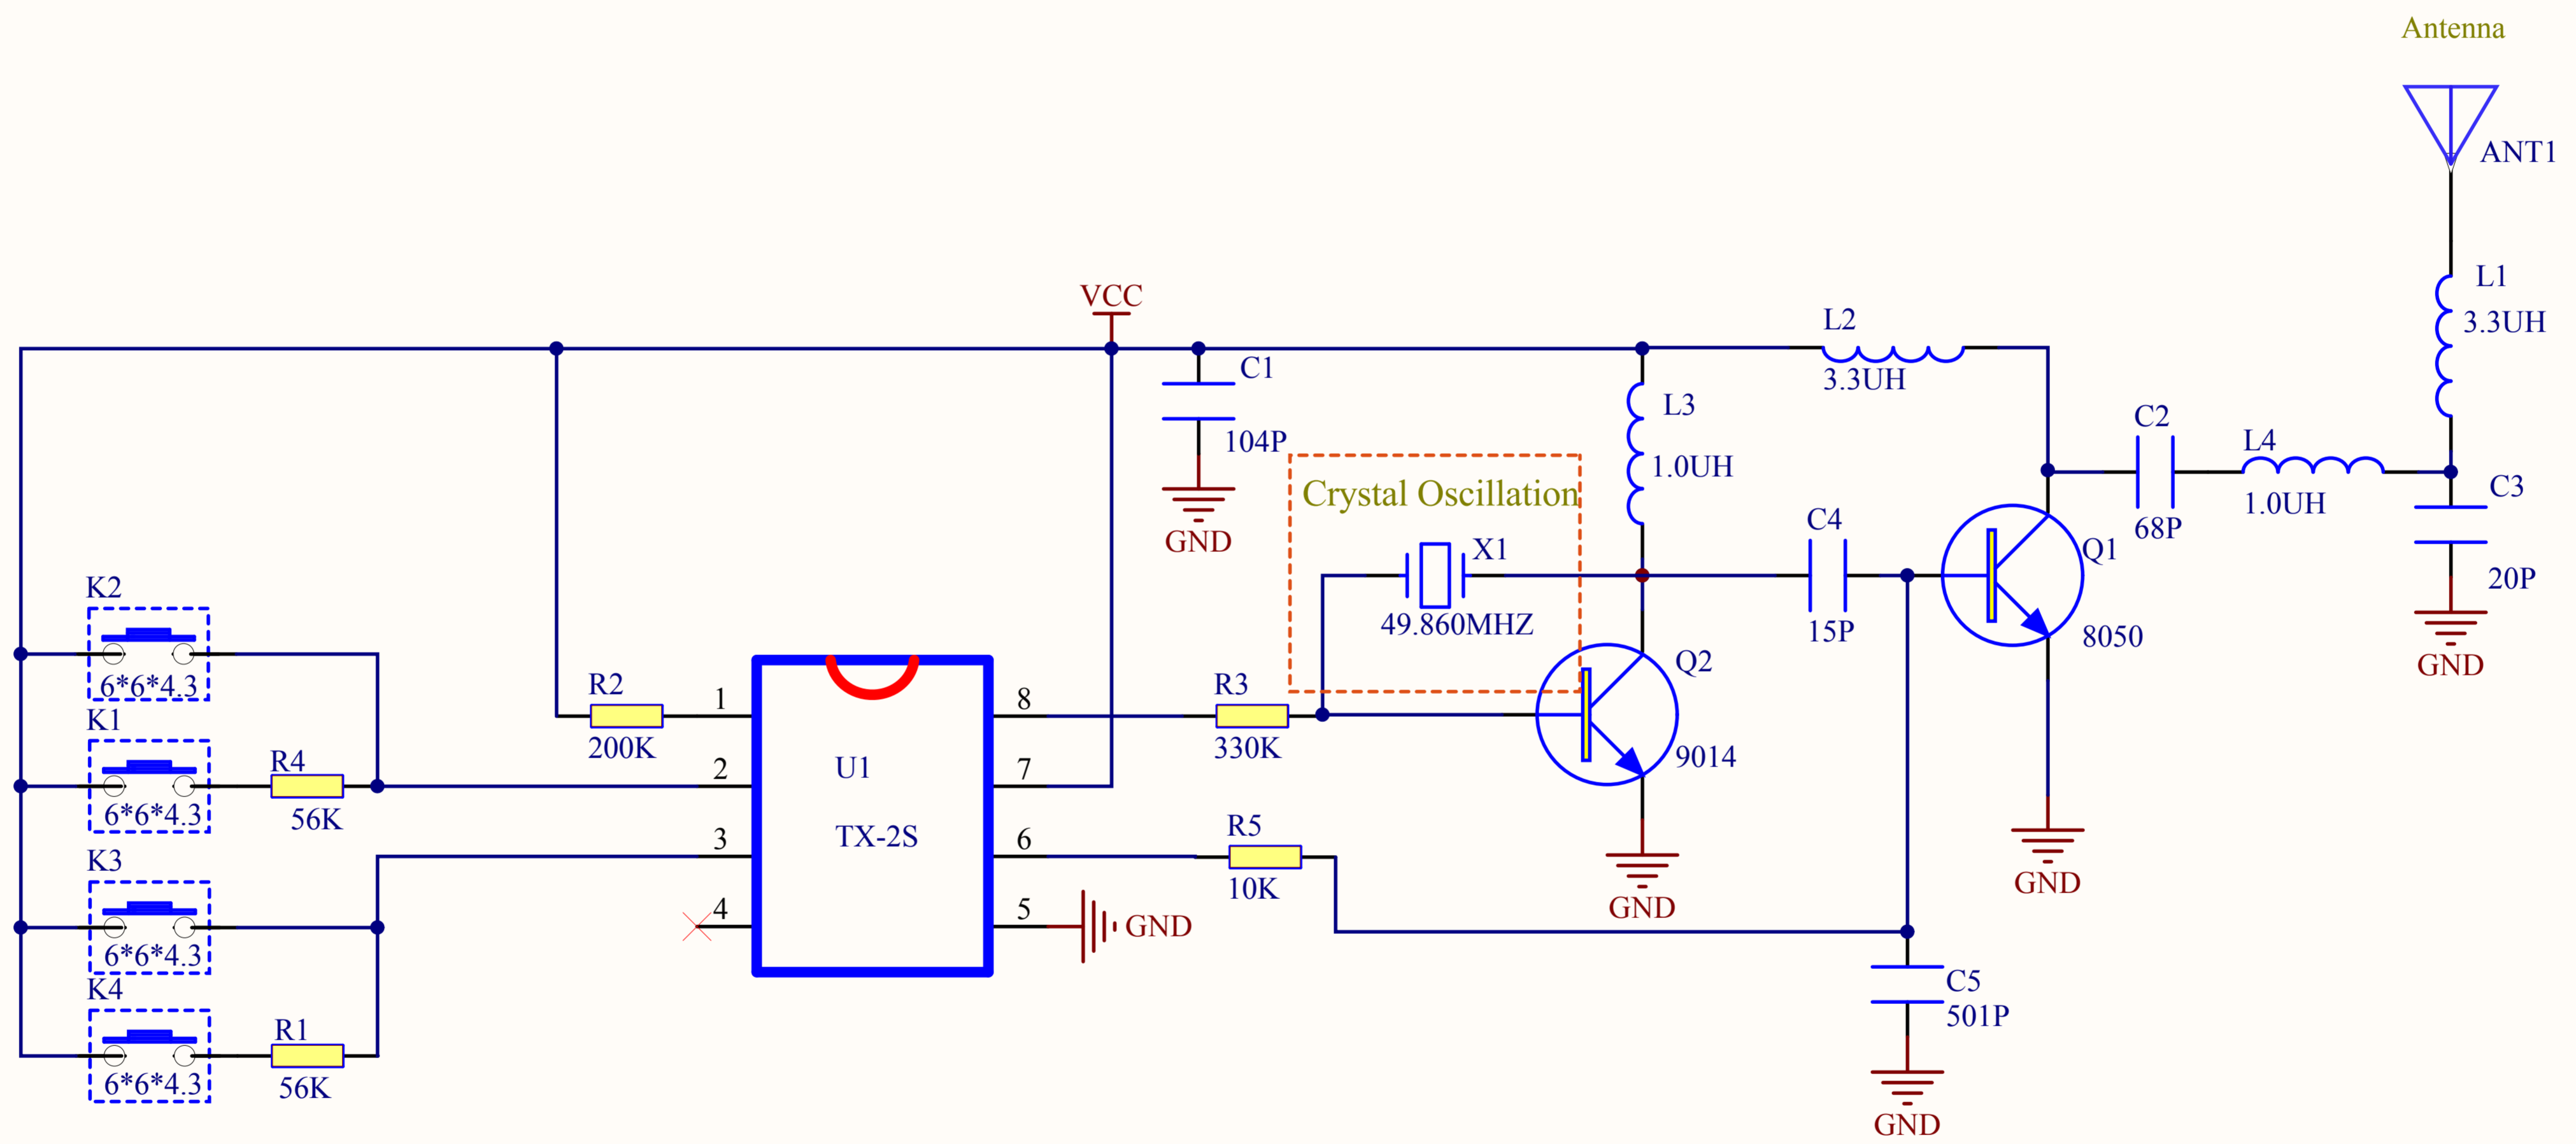 Antenna
ANT1
L1
3.3UH
VCC
L2
3.3UH
C1
104P
GND
L3
1.0UH
C2
68P
L4
1.0UH
C3
20P
GND
Crystal Oscillation
X1
49.860MHZ
C4
15P
Q1
8050
GND
K2
6*6*4.3
K1
6*6*4.3
R4
56K
K3
6*6*4.3
K4
6*6*4.3
R1
56K
R2
200K
1
2
3
4
U1
TX-2S
8
7
6
5
GND
R3
330K
Q2
9014
GND
R5
10K
C5
501P
GND